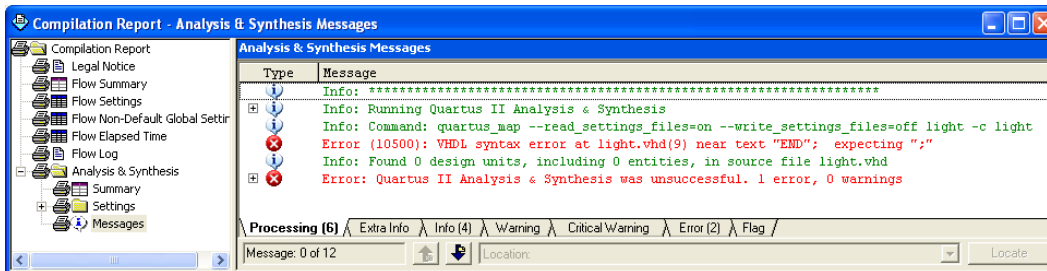 Compilation Report - Analysis & Synthesis Messages
Compilation Report
Legal Notice
Flow Summary
Flow Settings
Flow Non-Default Global Settir
Flow Elapsed Time
Flow Log
Analysis & Synthesis
Summary
Settings
Messages
Analysis & Synthesis Messages
Type Message
Info: *******************************************************************
Info: Running Quartus II Analysis & Synthesis
Info: Command: quartus_map --read_settings_files=on --write_settings_files=off light -c light
Error (10500): VHDL syntax error at light.vhd(9) near text "END"; expecting ";"
Info: Found 0 design units, including 0 entities, in source file light.vhd
Error: Quartus II Analysis & Synthesis was unsuccessful. 1 error, 0 warnings
Processing (6) Extra Info Info (4) Warning Critical Warning Error (2) Flag
Message: 0 of 12 Location: Locate